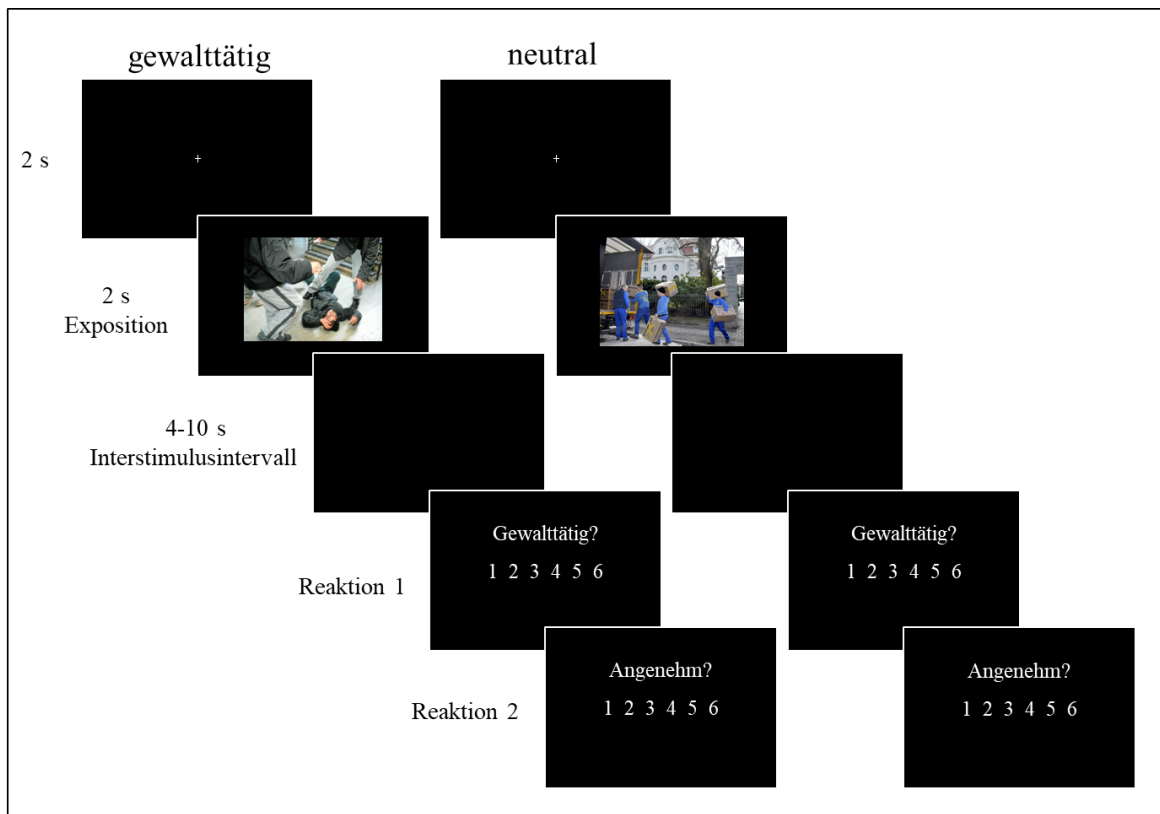 gewalttätig
neutral
2 s
2 s
Exposition
4-10 s
Interstimulusintervall
Gewalttätig?
1 2 3 4 5 6
Gewalttätig?
1 2 3 4 5 6
Reaktion 1
Angenehm?
1 2 3 4 5 6
Angenehm?
1 2 3 4 5 6
Reaktion 2